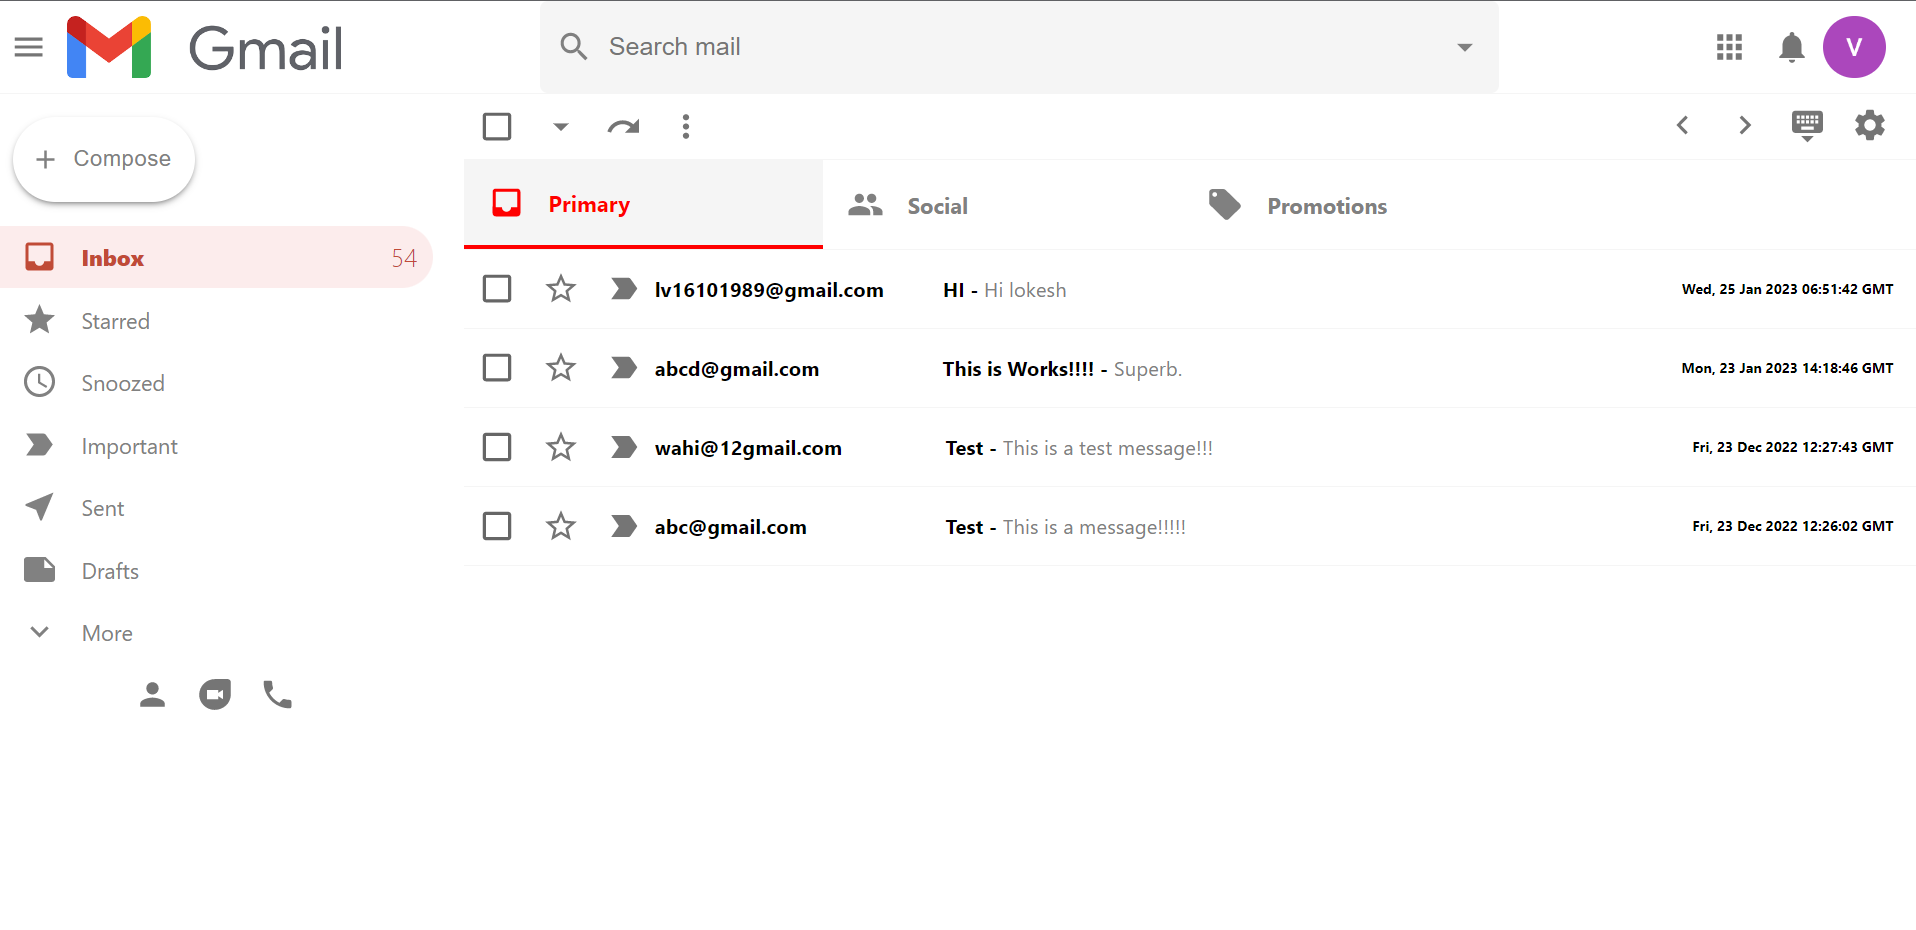 Gmail
Search mail
V
Compose
Primary
Social
Promotions
Inbox 54
Starred
Snoozed
Important
Sent
Drafts
More
lv16101989@gmail.com HI - Hi lokesh Wed, 25 Jan 2023 06:51:42 GMT
abcd@gmail.com This is Works!!!! - Superb. Mon, 23 Jan 2023 14:18:46 GMT
wahi@12gmail.com Test - This is a test message!!! Fri, 23 Dec 2022 12:27:43 GMT
abc@gmail.com Test - This is a message!!!!! Fri, 23 Dec 2022 12:26:02 GMT